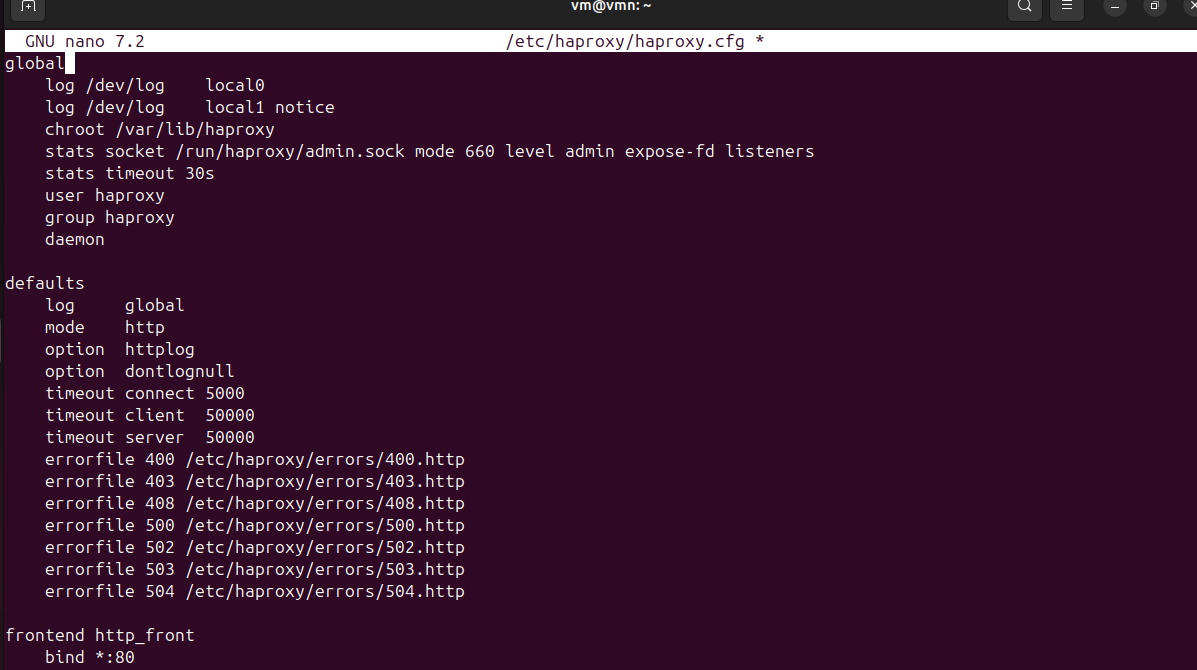 vm@vmn: ~
GNU nano 7.2 /etc/haproxy/haproxy.cfg *
global
    log /dev/log    local0
    log /dev/log    local1 notice
    chroot /var/lib/haproxy
    stats socket /run/haproxy/admin.sock mode 660 level admin expose-fd listeners
    stats timeout 30s
    user haproxy
    group haproxy
    daemon

defaults
    log     global
    mode    http
    option  httplog
    option  dontlognull
    timeout connect 5000
    timeout client  50000
    timeout server  50000
    errorfile 400 /etc/haproxy/errors/400.http
    errorfile 403 /etc/haproxy/errors/403.http
    errorfile 408 /etc/haproxy/errors/408.http
    errorfile 500 /etc/haproxy/errors/500.http
    errorfile 502 /etc/haproxy/errors/502.http
    errorfile 503 /etc/haproxy/errors/503.http
    errorfile 504 /etc/haproxy/errors/504.http

frontend http_front
    bind *:80